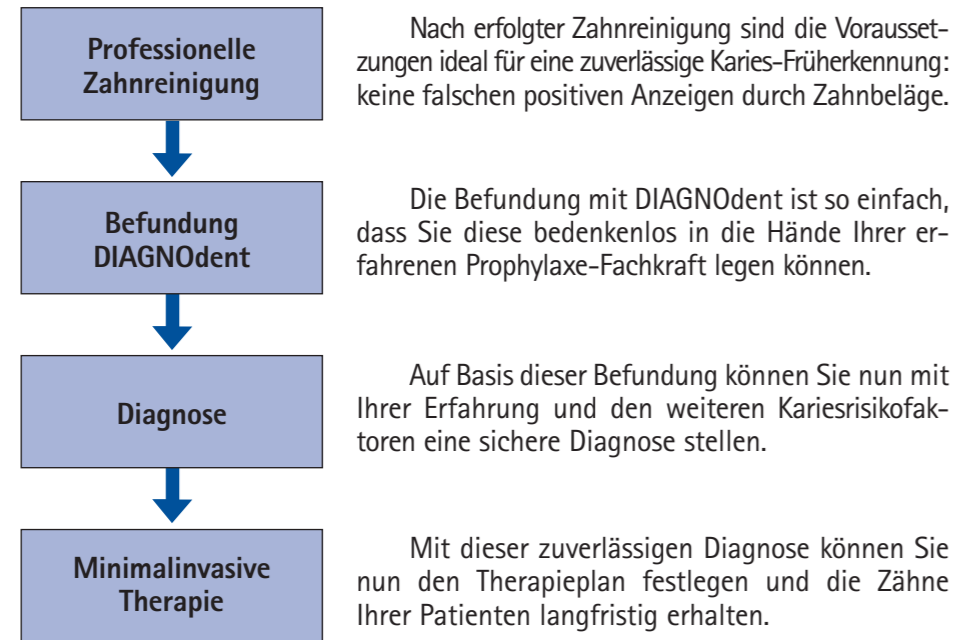 Professionelle
Zahnreinigung
Nach erfolgter Zahnreinigung sind die Vorausset-
zungen ideal für eine zuverlässige Karies-Früherkennung:
keine falschen positiven Anzeigen durch Zahnbeläge.
Befundung
DIAGNOdent
Die Befundung mit DIAGNOdent ist so einfach,
dass Sie diese bedenkenlos in die Hände Ihrer er-
fahrenen Prophylaxe-Fachkraft legen können.
Diagnose
Auf Basis dieser Befundung können Sie nun mit
Ihrer Erfahrung und den weiteren Kariesrisikofak-
toren eine sichere Diagnose stellen.
Minimalinvasive
Therapie
Mit dieser zuverlässigen Diagnose können Sie
nun den Therapieplan festlegen und die Zähne
Ihrer Patienten langfristig erhalten.